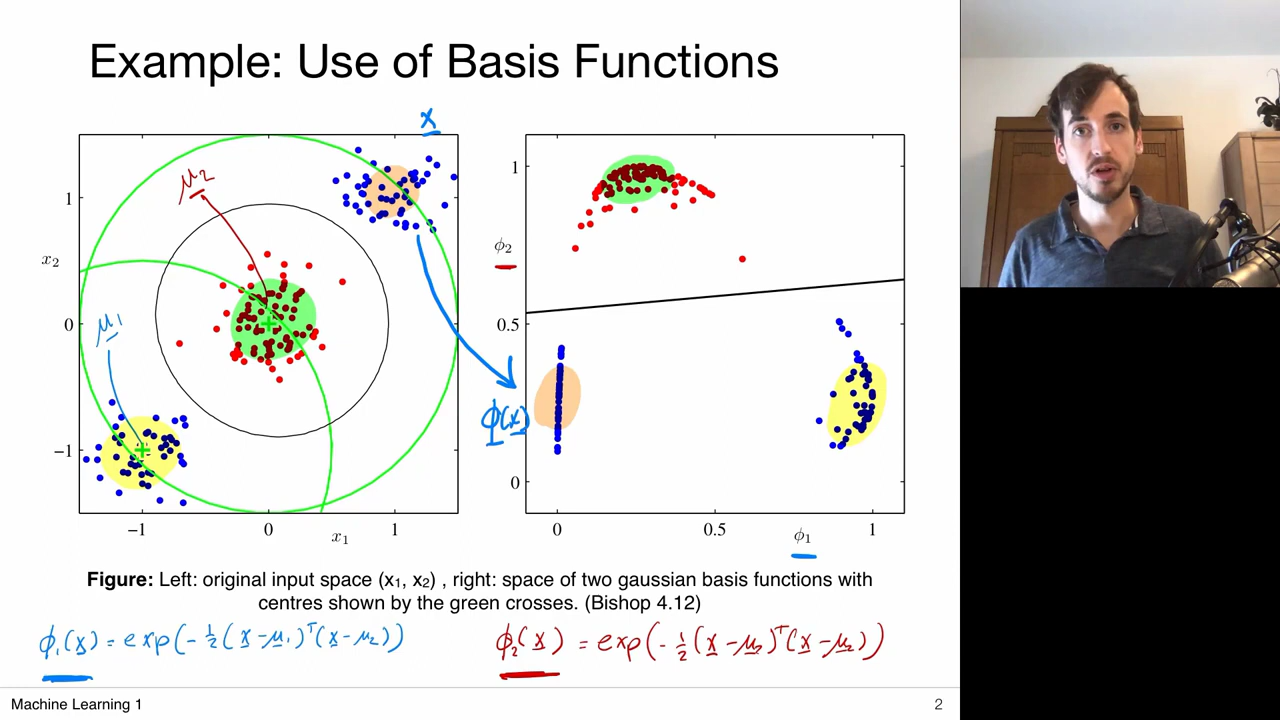 Example: Use of Basis Functions
x
μ2
1
x2
0
μ1
−1
−1 0 1
x1
1
ϕ2
0.5
ϕ(x)
0
0 0.5 1
ϕ1
Figure: Left: original input space (x1, x2) , right: space of two gaussian basis functions with
centres shown by the green crosses. (Bishop 4.12)
ϕ1(x) = exp(-½(x-μ1)ᵀ(x-μ2))
ϕ2(x) = exp(-½(x-μ2)ᵀ(x-μ2))
Machine Learning 1
2